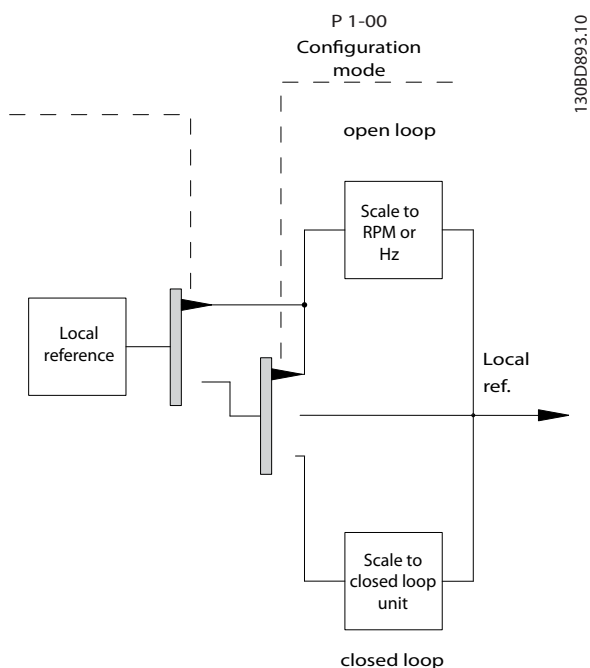 P 1-00
Configuration
mode
130BD893.10
open loop
Scale to
RPM or
Hz
Local
reference
Local
ref.
Scale to
closed loop
unit
closed loop